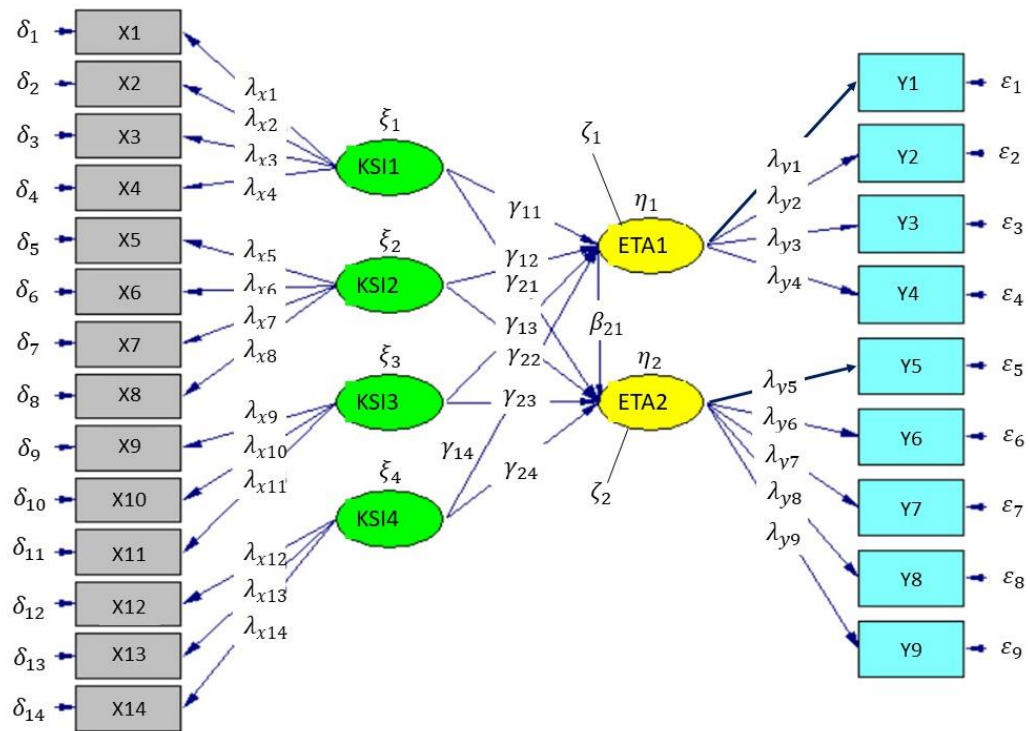 δ₁
X1
δ₂
X2
δ₃
X3
δ₄
X4
δ₅
X5
δ₆
X6
δ₇
X7
δ₈
X8
δ₉
X9
δ₁₀
X10
δ₁₁
X11
δ₁₂
X12
δ₁₃
X13
δ₁₄
X14
λₓ₁
λₓ₂
λₓ₃
λₓ₄
λₓ₅
λₓ₆
λₓ₇
λₓ₈
λₓ₉
λₓ₁₀
λₓ₁₁
λₓ₁₂
λₓ₁₃
λₓ₁₄
ξ₁
KSI1
ξ₂
KSI2
ξ₃
KSI3
ξ₄
KSI4
γ₁₁
γ₁₂
γ₂₁
γ₁₃
γ₂₂
γ₂₃
γ₁₄
γ₂₄
ζ₁
η₁
ETA1
β₂₁
η₂
ETA2
ζ₂
λy₁
λy₂
λy₃
λy₄
λy₅
λy₆
λy₇
λy₈
λy₉
Y1
ε₁
Y2
ε₂
Y3
ε₃
Y4
ε₄
Y5
ε₅
Y6
ε₆
Y7
ε₇
Y8
ε₈
Y9
ε₉